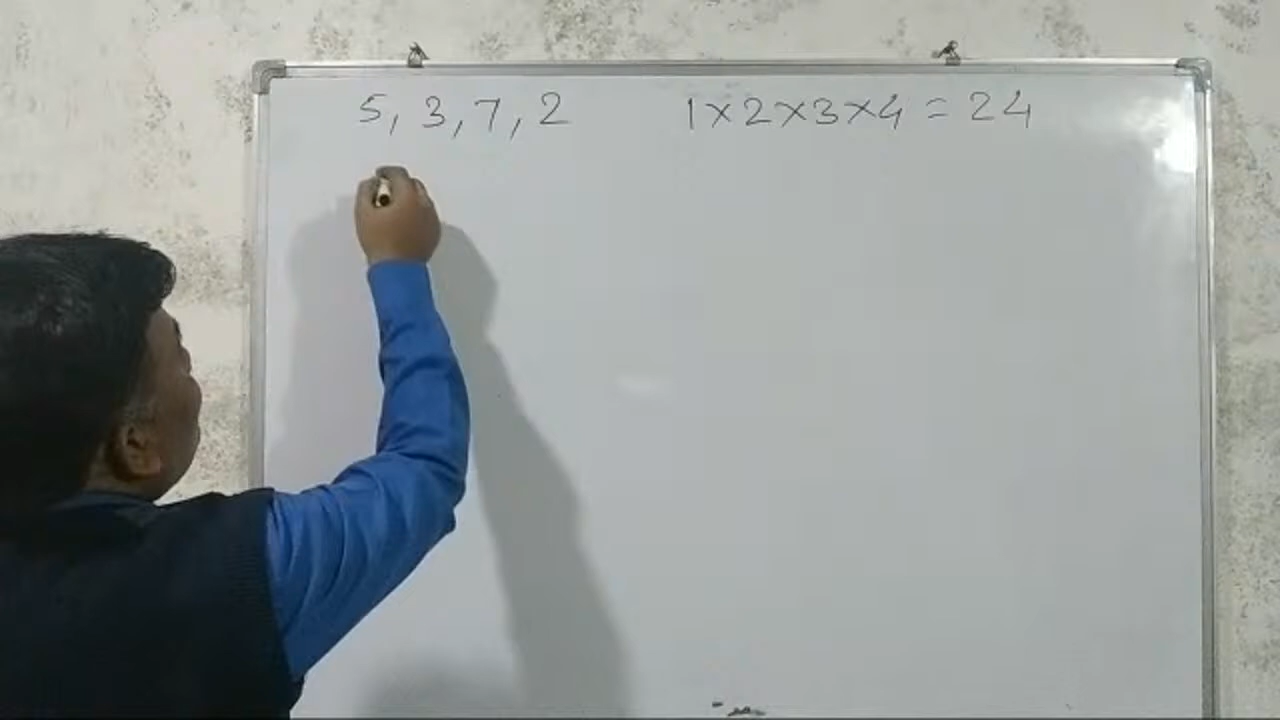 5, 3, 7, 2 1×2×3×4 = 24